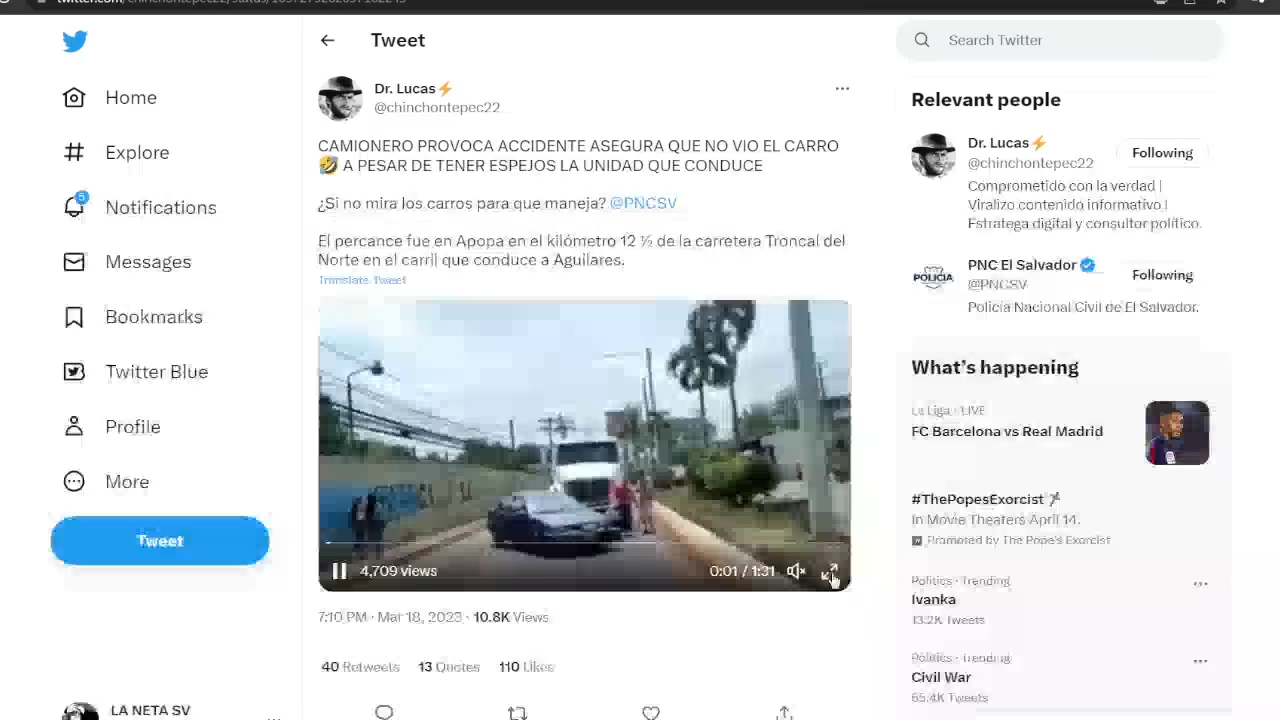 Home
Explore
5
Notifications
Messages
Bookmarks
Twitter Blue
Profile
More
Tweet
LA NETA SV
Tweet
Dr. Lucas⚡
@chinchontepec22
CAMIONERO PROVOCA ACCIDENTE ASEGURA QUE NO VIO EL CARRO
🤣 A PESAR DE TENER ESPEJOS LA UNIDAD QUE CONDUCE
¿Si no mira los carros para que maneja? @PNCSV
El percance fue en Apopa en el kilómetro 12 ½ de la carretera Troncal del
Norte en el carril que conduce a Aguilares.
Translate Tweet
4,709 views
0:01 / 1:31
7:10 PM · Mar 18, 2023 · 10.8K Views
40 Retweets 13 Quotes 110 Likes
Search Twitter
Relevant people
Dr. Lucas⚡
@chinchontepec22
Following
Comprometido con la verdad |
Viralizo contenido informativo |
Estratega digital y consultor político.
POLICÍA
PNC El Salvador
@PNCSV
Following
Policía Nacional Civil de El Salvador.
What's happening
La Liga · LIVE
FC Barcelona vs Real Madrid
#ThePopesExorcist
In Movie Theaters April 14.
Promoted by The Pope's Exorcist
Politics · Trending
Ivanka
13.2K Tweets
Politics · Trending
Civil War
65.4K Tweets